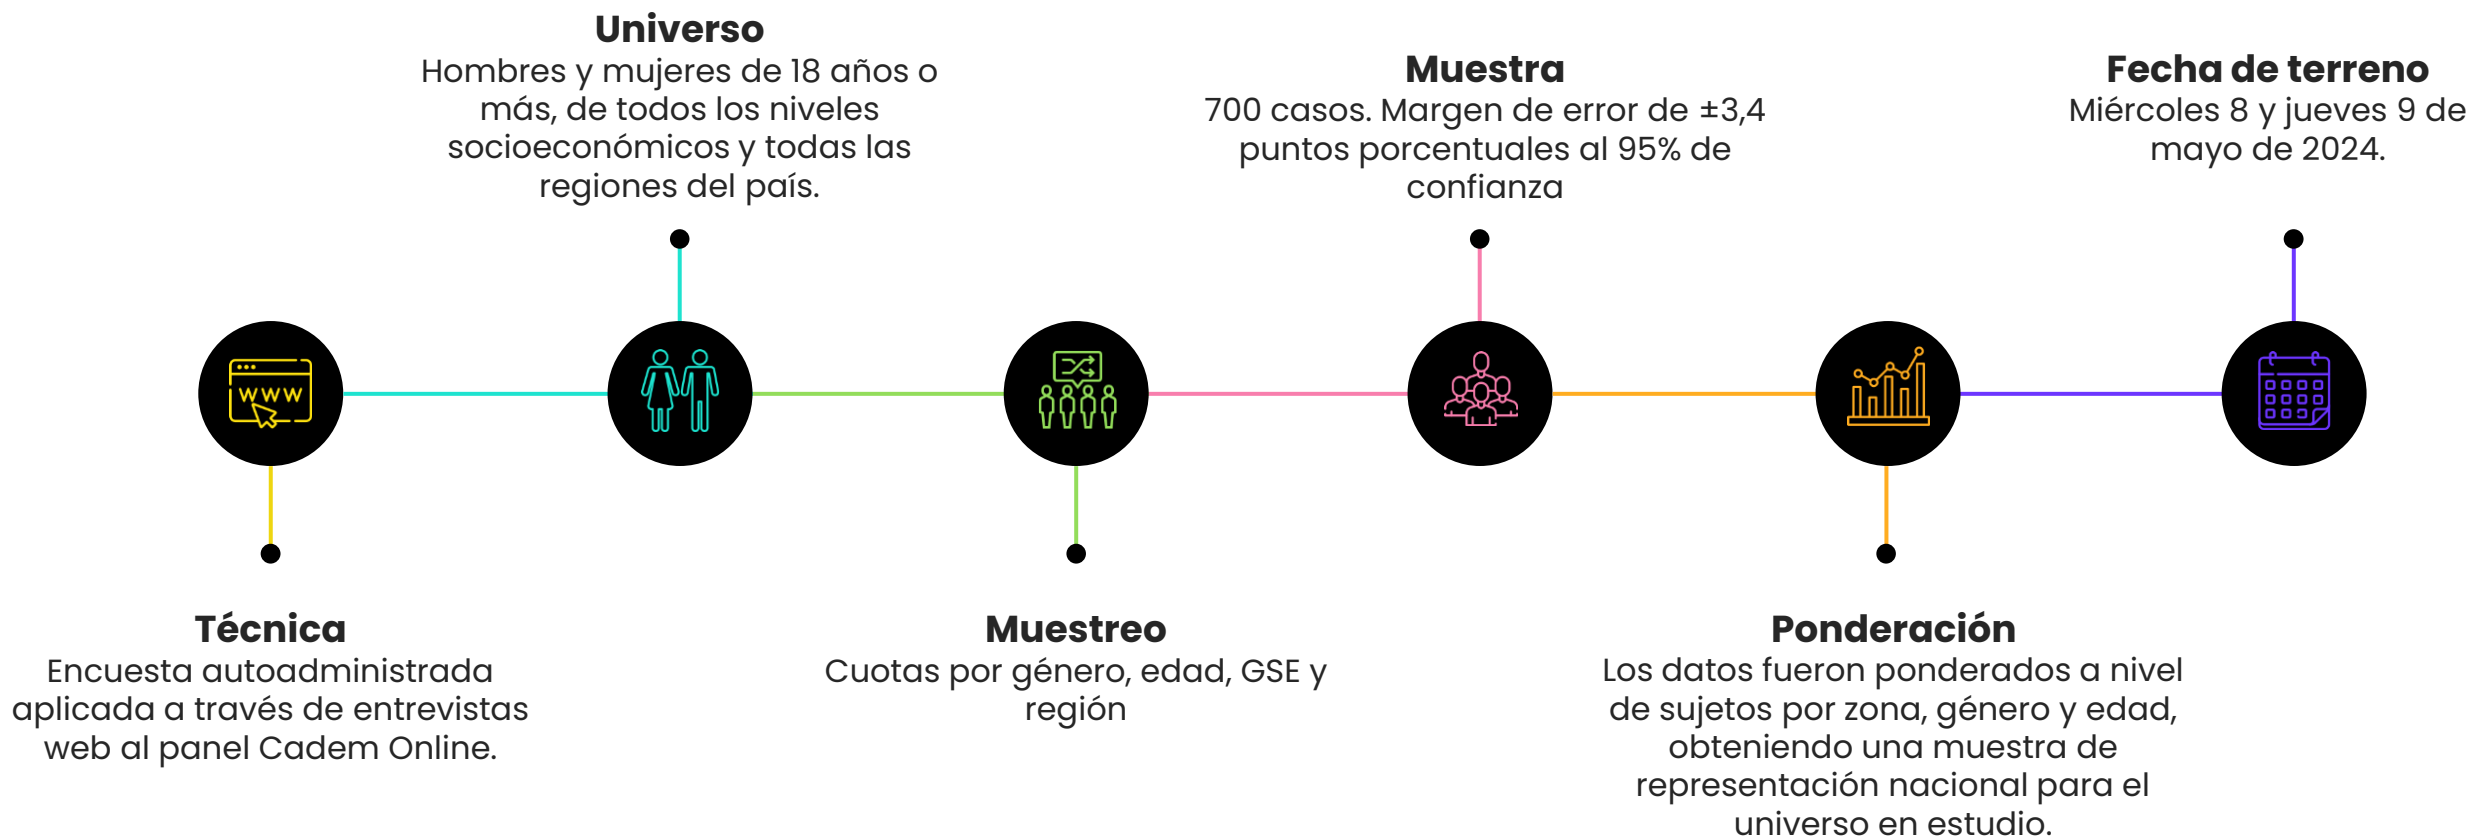 Universo
Hombres y mujeres de 18 años o
más, de todos los niveles
socioeconómicos y todas las
regiones del país.
Muestra
700 casos. Margen de error de ±3,4
puntos porcentuales al 95% de
confianza
Fecha de terreno
Miércoles 8 y jueves 9 de
mayo de 2024.
WWW
Técnica
Encuesta autoadministrada
aplicada a través de entrevistas
web al panel Cadem Online.
Muestreo
Cuotas por género, edad, GSE y
región
Ponderación
Los datos fueron ponderados a nivel
de sujetos por zona, género y edad,
obteniendo una muestra de
representación nacional para el
universo en estudio.